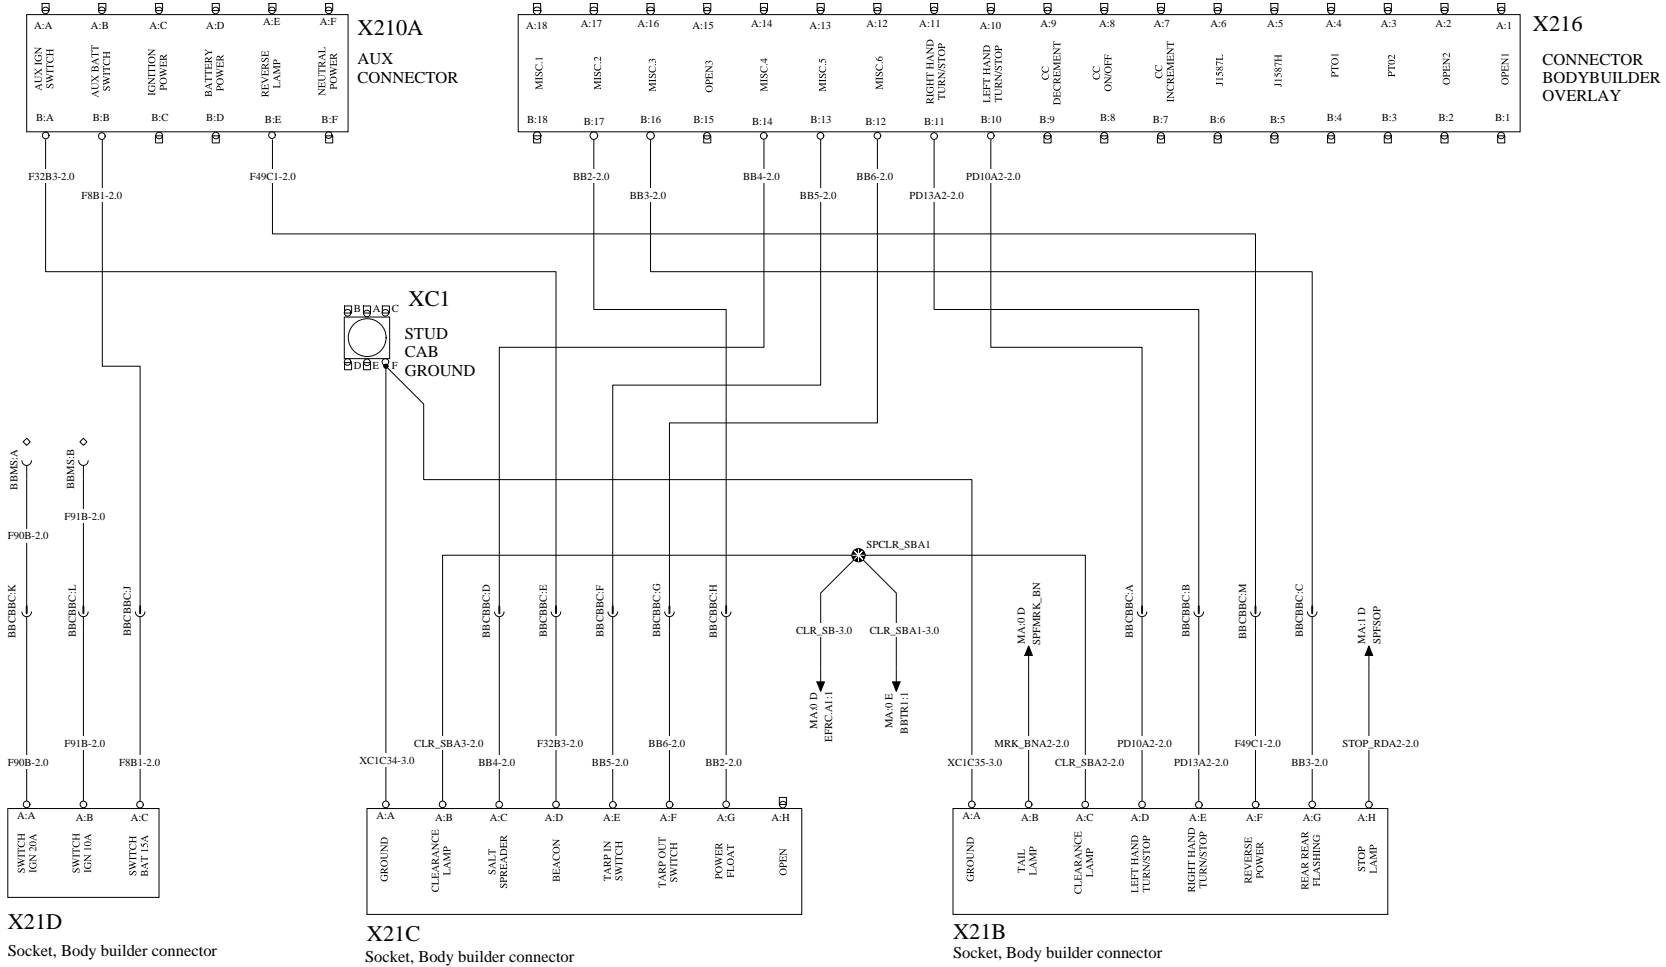 A:A A:B A:C A:D A:E A:F
X210A
AUX
CONNECTOR
AUX IGN
SWITCH
AUX BATT
SWITCH
IGNITION
POWER
BATTERY
POWER
REVERSE
LAMP
NEUTRAL
POWER
B:A B:B B:C B:D B:E B:F
A:18 A:17 A:16 A:15 A:14 A:13 A:12 A:11 A:10 A:9 A:8 A:7 A:6 A:5 A:4 A:3 A:2 A:1
X216
CONNECTOR
BODYBUILDER
OVERLAY
MISC.1
MISC.2
MISC.3
OPEN3
MISC.4
MISC.5
MISC.6
RIGHT HAND
TURN/STOP
LEFT HAND
TURN/STOP
CC
DECREMENT
CC
ON/OFF
CC
INCREMENT
J1587L
J1587H
PTO1
PT02
OPEN2
OPEN1
B:18 B:17 B:16 B:15 B:14 B:13 B:12 B:11 B:10 B:9 B:8 B:7 B:6 B:5 B:4 B:3 B:2 B:1
F32B3-2.0
F8B1-2.0
F49C1-2.0
BB2-2.0
BB3-2.0
BB4-2.0
BB5-2.0
BB6-2.0
PD13A2-2.0
PD10A2-2.0
XC1
B A C
STUD
CAB
GROUND
D E F
BBMS:A
BBMS:B
F90B-2.0
F91B-2.0
SPCLR_SBA1
BBCBBC:K
BBCBBC:L
BBCBBC:J
BBCBBC:D
BBCBBC:E
BBCBBC:F
BBCBBC:G
BBCBBC:H
CLR_SB-3.0
CLR_SBA1-3.0
MA:0 D
SPFMRK_BN
BBCBBC:A
BBCBBC:B
BBCBBC:M
BBCBBC:C
MA:1 D
SPFSOP
MA:0 D
EFRC.A1:1
MA:0 E
BBTR1:1
F90B-2.0
F91B-2.0
F8B1-2.0
XC1C34-3.0
CLR_SBA3-2.0
BB4-2.0
F32B3-2.0
BB5-2.0
BB6-2.0
BB2-2.0
XC1C35-3.0
MRK_BNA2-2.0
CLR_SBA2-2.0
PD10A2-2.0
PD13A2-2.0
F49C1-2.0
BB3-2.0
STOP_RDA2-2.0
A:A A:B A:C
SWITCH
IGN 20A
SWITCH
IGN 10A
SWITCH
BAT 15A
X21D
Socket, Body builder connector
A:A A:B A:C A:D A:E A:F A:G A:H
GROUND
CLEARANCE
LAMP
SALT
SPREADER
BEACON
TARP IN
SWITCH
TARP OUT
SWITCH
POWER
FLOAT
OPEN
X21C
Socket, Body builder connector
A:A A:B A:C A:D A:E A:F A:G A:H
GROUND
TAIL
LAMP
CLEARANCE
LAMP
LEFT HAND
TURN/STOP
RIGHT HAND
TURN/STOP
REVERSE
POWER
REAR REAR
FLASHING
STOP
LAMP
X21B
Socket, Body builder connector